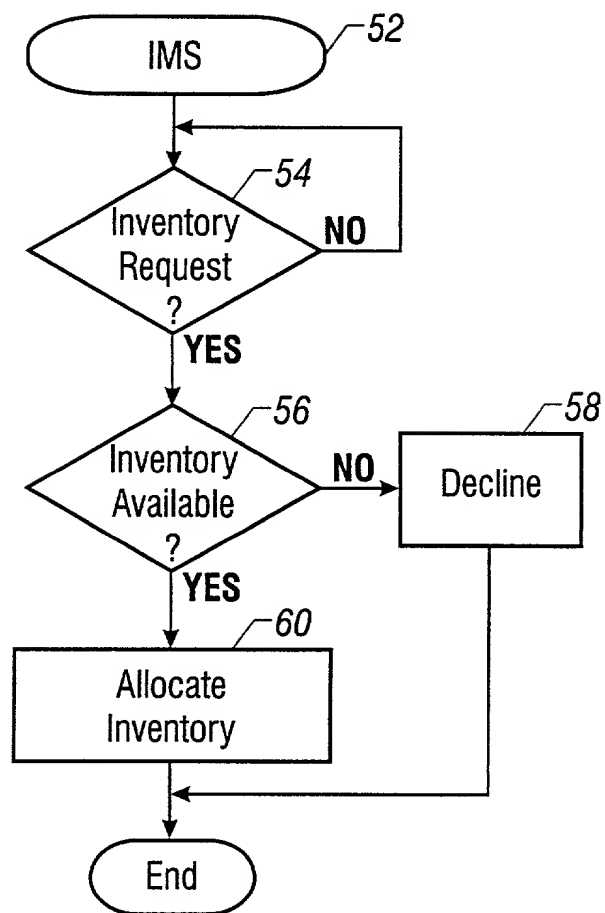 IMS
52
54
Inventory
Request
?
NO
YES
56
Inventory
Available
?
NO
58
Decline
YES
60
Allocate
Inventory
End